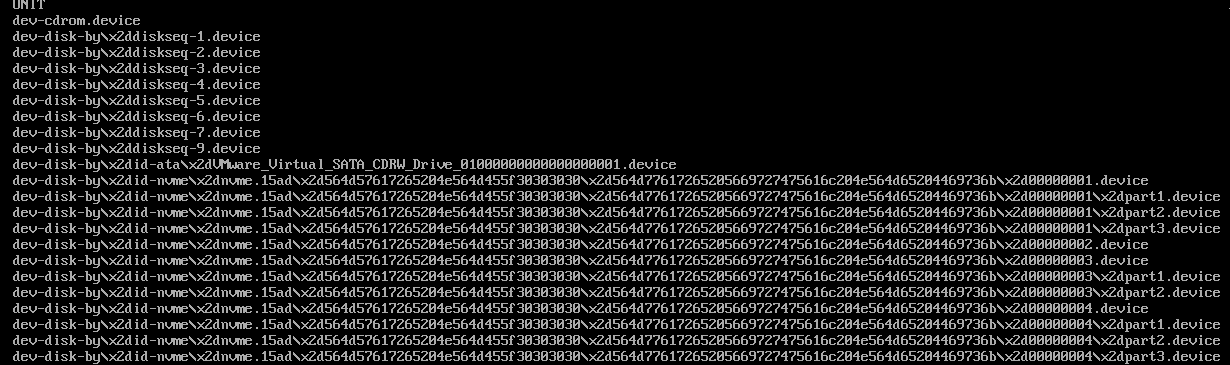 UNIT
dev-cdrom.device
dev-disk-by\x2ddiskseq-1.device
dev-disk-by\x2ddiskseq-2.device
dev-disk-by\x2ddiskseq-3.device
dev-disk-by\x2ddiskseq-4.device
dev-disk-by\x2ddiskseq-5.device
dev-disk-by\x2ddiskseq-6.device
dev-disk-by\x2ddiskseq-7.device
dev-disk-by\x2ddiskseq-9.device
dev-disk-by\x2did-ata\x2dVMware_Virtual_SATA_CDRW_Drive_01000000000000000001.device
dev-disk-by\x2did-nvme\x2dnvme.15ad\x2d564d57617265204e564d455f30303030\x2d564d77617265205669727475616c204e564d65204469736b\x2d00000001.device
dev-disk-by\x2did-nvme\x2dnvme.15ad\x2d564d57617265204e564d455f30303030\x2d564d77617265205669727475616c204e564d65204469736b\x2d00000001\x2dpart1.device
dev-disk-by\x2did-nvme\x2dnvme.15ad\x2d564d57617265204e564d455f30303030\x2d564d77617265205669727475616c204e564d65204469736b\x2d00000001\x2dpart2.device
dev-disk-by\x2did-nvme\x2dnvme.15ad\x2d564d57617265204e564d455f30303030\x2d564d77617265205669727475616c204e564d65204469736b\x2d00000001\x2dpart3.device
dev-disk-by\x2did-nvme\x2dnvme.15ad\x2d564d57617265204e564d455f30303030\x2d564d77617265205669727475616c204e564d65204469736b\x2d00000002.device
dev-disk-by\x2did-nvme\x2dnvme.15ad\x2d564d57617265204e564d455f30303030\x2d564d77617265205669727475616c204e564d65204469736b\x2d00000003.device
dev-disk-by\x2did-nvme\x2dnvme.15ad\x2d564d57617265204e564d455f30303030\x2d564d77617265205669727475616c204e564d65204469736b\x2d00000003\x2dpart1.device
dev-disk-by\x2did-nvme\x2dnvme.15ad\x2d564d57617265204e564d455f30303030\x2d564d77617265205669727475616c204e564d65204469736b\x2d00000003\x2dpart2.device
dev-disk-by\x2did-nvme\x2dnvme.15ad\x2d564d57617265204e564d455f30303030\x2d564d77617265205669727475616c204e564d65204469736b\x2d00000004.device
dev-disk-by\x2did-nvme\x2dnvme.15ad\x2d564d57617265204e564d455f30303030\x2d564d77617265205669727475616c204e564d65204469736b\x2d00000004\x2dpart1.device
dev-disk-by\x2did-nvme\x2dnvme.15ad\x2d564d57617265204e564d455f30303030\x2d564d77617265205669727475616c204e564d65204469736b\x2d00000004\x2dpart2.device
dev-disk-by\x2did-nvme\x2dnvme.15ad\x2d564d57617265204e564d455f30303030\x2d564d77617265205669727475616c204e564d65204469736b\x2d00000004\x2dpart3.device